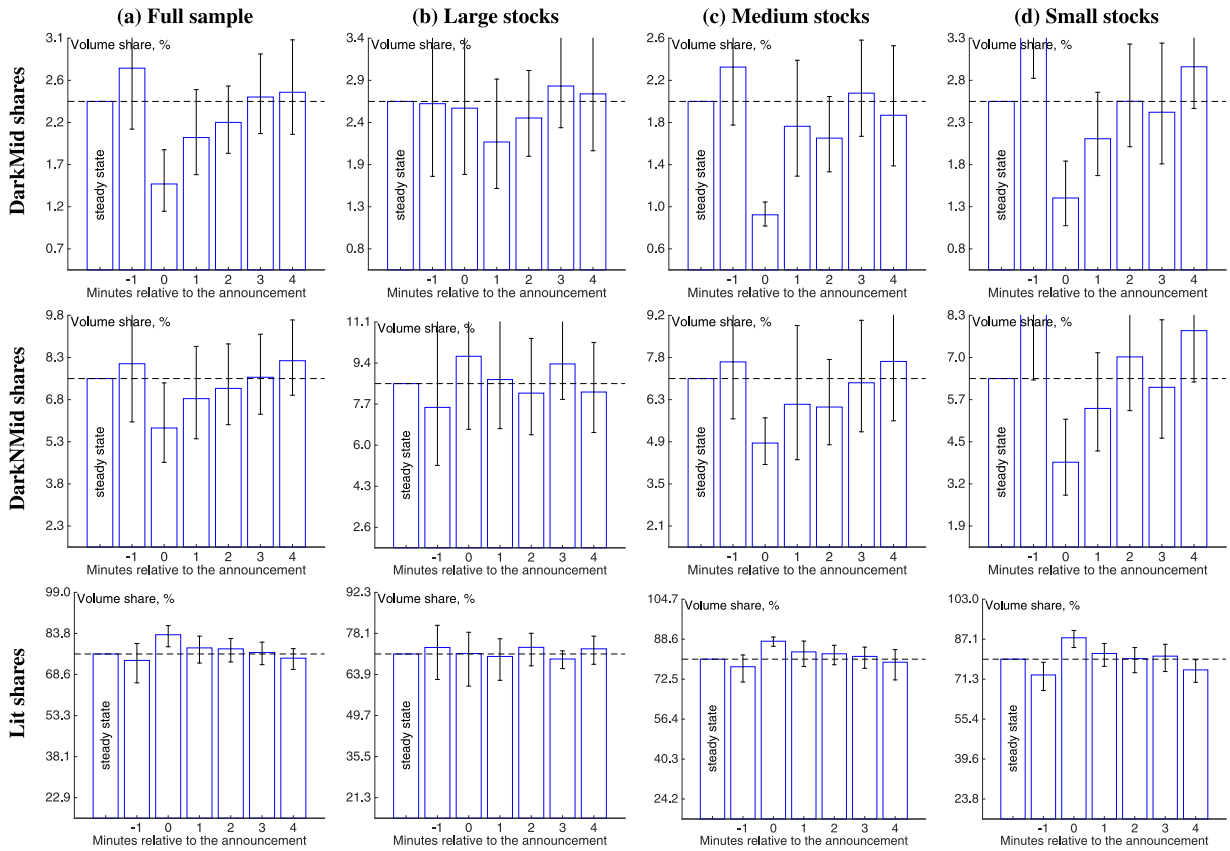 (a) Full sample
(b) Large stocks
(c) Medium stocks
(d) Small stocks
DarkMid shares
Volume share, %
3.1
2.6
2.2
1.7
1.2
0.7
steady state
-1 0 1 2 3 4
Minutes relative to the announcement
Volume share, %
3.4
2.9
2.4
1.9
1.3
0.8
steady state
-1 0 1 2 3 4
Minutes relative to the announcement
Volume share, %
2.6
2.2
1.8
1.4
1.0
0.6
steady state
-1 0 1 2 3 4
Minutes relative to the announcement
Volume share, %
3.3
2.8
2.3
1.8
1.3
0.8
steady state
-1 0 1 2 3 4
Minutes relative to the announcement
DarkNMid shares
Volume share, %
9.8
8.3
6.8
5.3
3.8
2.3
steady state
-1 0 1 2 3 4
Minutes relative to the announcement
Volume share, %
11.1
9.4
7.7
6.0
4.3
2.6
steady state
-1 0 1 2 3 4
Minutes relative to the announcement
Volume share, %
9.2
7.8
6.3
4.9
3.5
2.1
steady state
-1 0 1 2 3 4
Minutes relative to the announcement
Volume share, %
8.3
7.0
5.7
4.5
3.2
1.9
steady state
-1 0 1 2 3 4
Minutes relative to the announcement
Lit shares
Volume share, %
99.0
83.8
68.6
53.3
38.1
22.9
steady state
-1 0 1 2 3 4
Minutes relative to the announcement
Volume share, %
92.3
78.1
63.9
49.7
35.5
21.3
steady state
-1 0 1 2 3 4
Minutes relative to the announcement
Volume share, %
104.7
88.6
72.5
56.4
40.3
24.2
steady state
-1 0 1 2 3 4
Minutes relative to the announcement
Volume share, %
103.0
87.1
71.3
55.4
39.6
23.8
steady state
-1 0 1 2 3 4
Minutes relative to the announcement